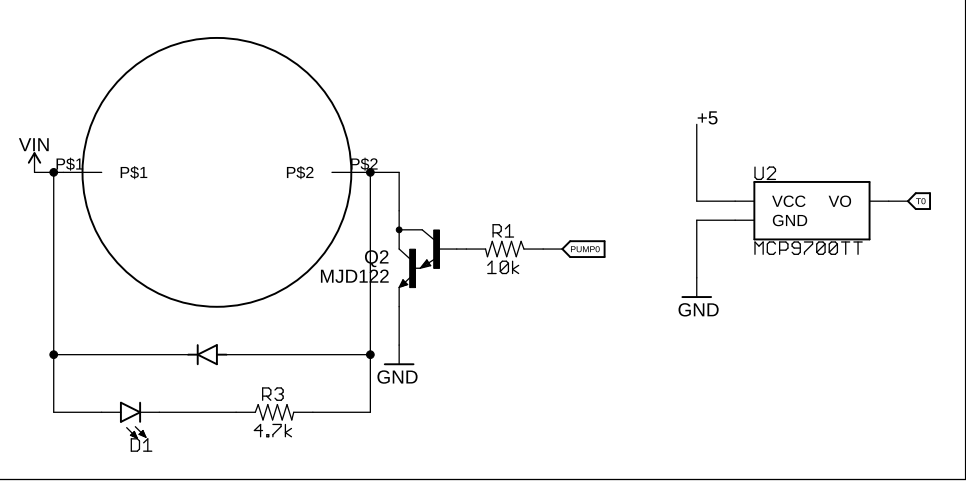 VIN
P$1
P$1
P$2
P$2
Q2
MJD122
R1
10k
PUMP0
GND
R3
4.7k
D1
+5
U2
VCC VO
GND
MCP9700TT
T0
GND